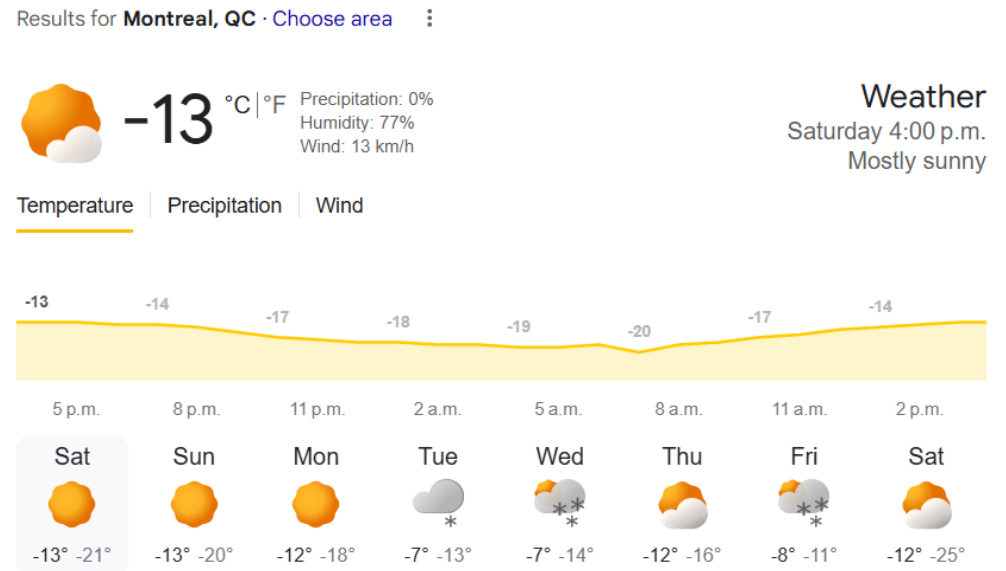 Results for Montreal, QC · Choose area
-13 °C | °F
Precipitation: 0%
Humidity: 77%
Wind: 13 km/h
Weather
Saturday 4:00 p.m.
Mostly sunny
Temperature Precipitation Wind
-13 -14 -17 -18 -19 -20 -17 -14
5 p.m. 8 p.m. 11 p.m. 2 a.m. 5 a.m. 8 a.m. 11 a.m. 2 p.m.
Sat Sun Mon Tue Wed Thu Fri Sat
-13° -21° -13° -20° -12° -18° -7° -13° -7° -14° -12° -16° -8° -11° -12° -25°